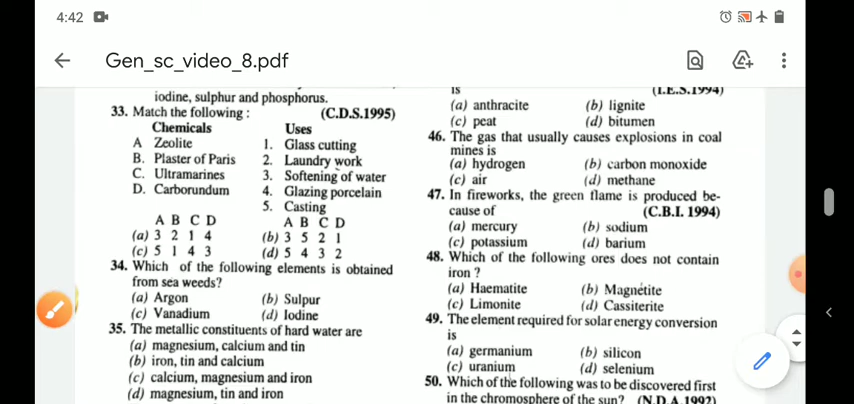 4:42
Gen_sc_video_8.pdf
iodine, sulphur and phosphorus.
33. Match the following : (C.D.S.1995)
Chemicals Uses
A Zeolite 1. Glass cutting
B. Plaster of Paris 2. Laundry work
C. Ultramarines 3. Softening of water
D. Carborundum 4. Glazing porcelain
5. Casting
A B C D A B C D
(a) 3 2 1 4 (b) 3 5 2 1
(c) 5 1 4 3 (d) 5 4 3 2
34. Which of the following elements is obtained
from sea weeds?
(a) Argon (b) Sulpur
(c) Vanadium (d) Iodine
35. The metallic constituents of hard water are
(a) magnesium, calcium and tin
(b) iron, tin and calcium
(c) calcium, magnesium and iron
(d) magnesium, tin and iron
is (I.E.S.1994)
(a) anthracite (b) lignite
(c) peat (d) bitumen
46. The gas that usually causes explosions in coal
mines is
(a) hydrogen (b) carbon monoxide
(c) air (d) methane
47. In fireworks, the green flame is produced be-
cause of (C.B.I. 1994)
(a) mercury (b) sodium
(c) potassium (d) barium
48. Which of the following ores does not contain
iron ?
(a) Haematite (b) Magnetite
(c) Limonite (d) Cassiterite
49. The element required for solar energy conversion
is
(a) germanium (b) silicon
(c) uranium (d) selenium
50. Which of the following was to be discovered first
in the chromosphere of the sun? (N.D.A.1992)